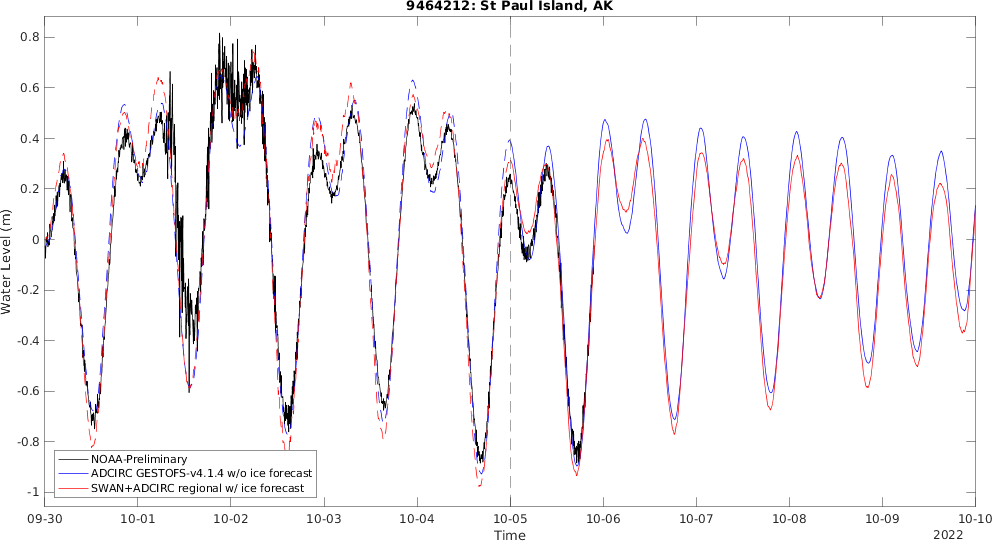 9464212: St Paul Island, AK
Water Level (m)
0.8
0.6
0.4
0.2
0
-0.2
-0.4
-0.6
-0.8
-1
NOAA-Preliminary
ADCIRC GESTOFS-v4.1.4 w/o ice forecast
SWAN+ADCIRC regional w/ ice forecast
09-30 10-01 10-02 10-03 10-04 10-05 10-06 10-07 10-08 10-09 10-10
Time
2022